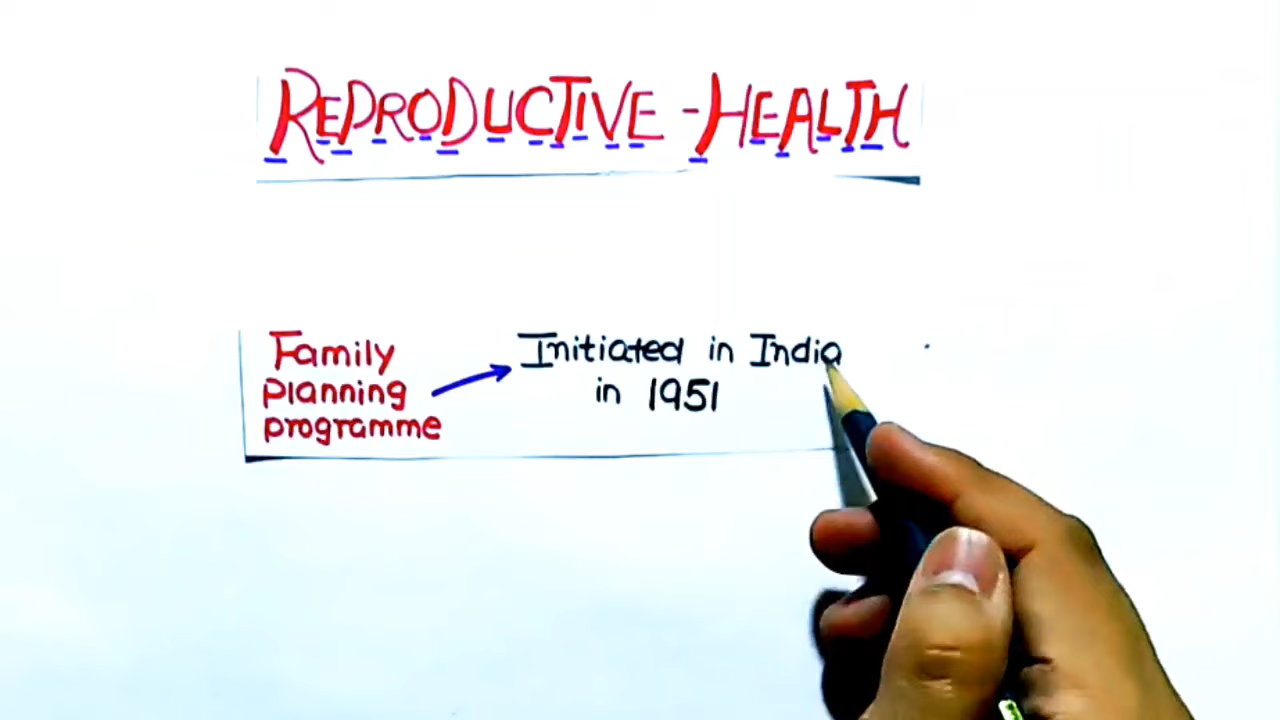 REPRODUCTIVE-HEALTH
Family
planning
programme
Initiated in India
in 1951